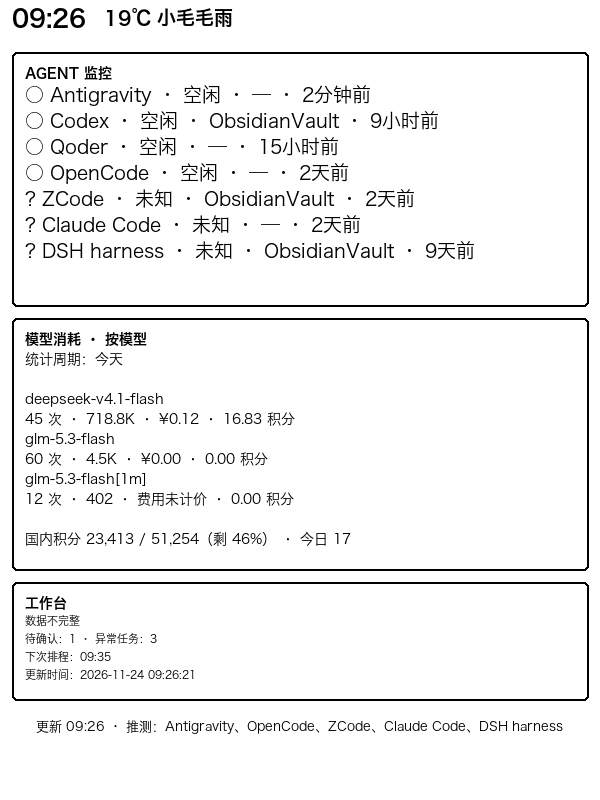 09:26 19℃ 小毛毛雨
AGENT 监控
○ Antigravity · 空闲 · — · 2分钟前
○ Codex · 空闲 · ObsidianVault · 9小时前
○ Qoder · 空闲 · — · 15小时前
○ OpenCode · 空闲 · — · 2天前
? ZCode · 未知 · ObsidianVault · 2天前
? Claude Code · 未知 · — · 2天前
? DSH harness · 未知 · ObsidianVault · 9天前
模型消耗 · 按模型
统计周期：今天
deepseek-v4.1-flash
45 次 · 718.8K · ¥0.12 · 16.83 积分
glm-5.3-flash
60 次 · 4.5K · ¥0.00 · 0.00 积分
glm-5.3-flash[1m]
12 次 · 402 · 费用未计价 · 0.00 积分
国内积分 23,413 / 51,254（剩 46%） · 今日 17
工作台
数据不完整
待确认：1 · 异常任务：3
下次排程：09:35
更新时间：2026-11-24 09:26:21
更新 09:26 · 推测：Antigravity、OpenCode、ZCode、Claude Code、DSH harness